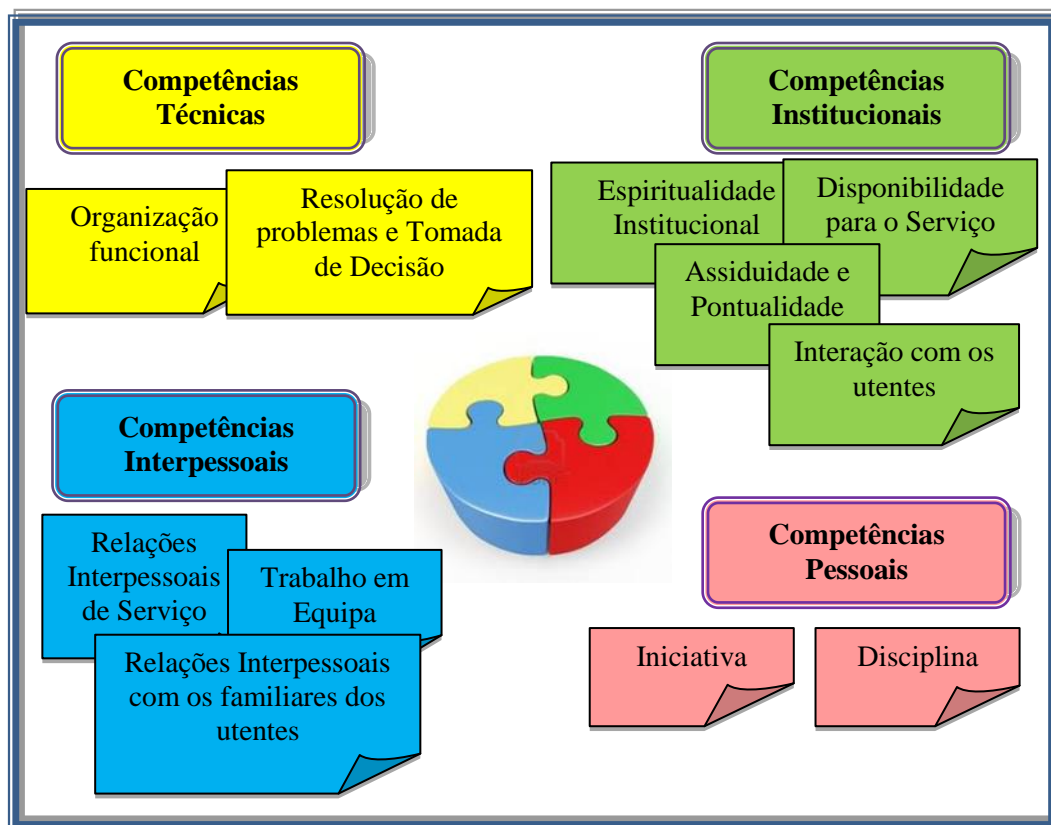 Competências
Técnicas
Organização
funcional
Resolução de
problemas e Tomada
de Decisão
Competências
Institucionais
Espiritualidade
Institucional
Disponibilidade
para o Serviço
Assiduidade e
Pontualidade
Interação com os
utentes
Competências
Interpessoais
Relações
Interpessoais
de Serviço
Trabalho em
Equipa
Relações Interpessoais
com os familiares dos
utentes
Competências
Pessoais
Iniciativa
Disciplina